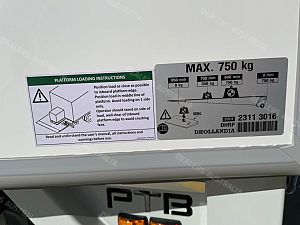 PLATFORM LOADING INSTRUCTIONS
Position load as close as possible
to inboard platform edge.
Position load in middle line of
platform. Avoid loading on 1 side
only.
Operator should stand on side of
load, well clear of inboard
platform edge to avoid crushing
Read and understand the user's manual, all instructions and
warnings before use.
MAX. 750 kg
MIN.
DHOLLANDIA
DHRP
2311 3016
PTB